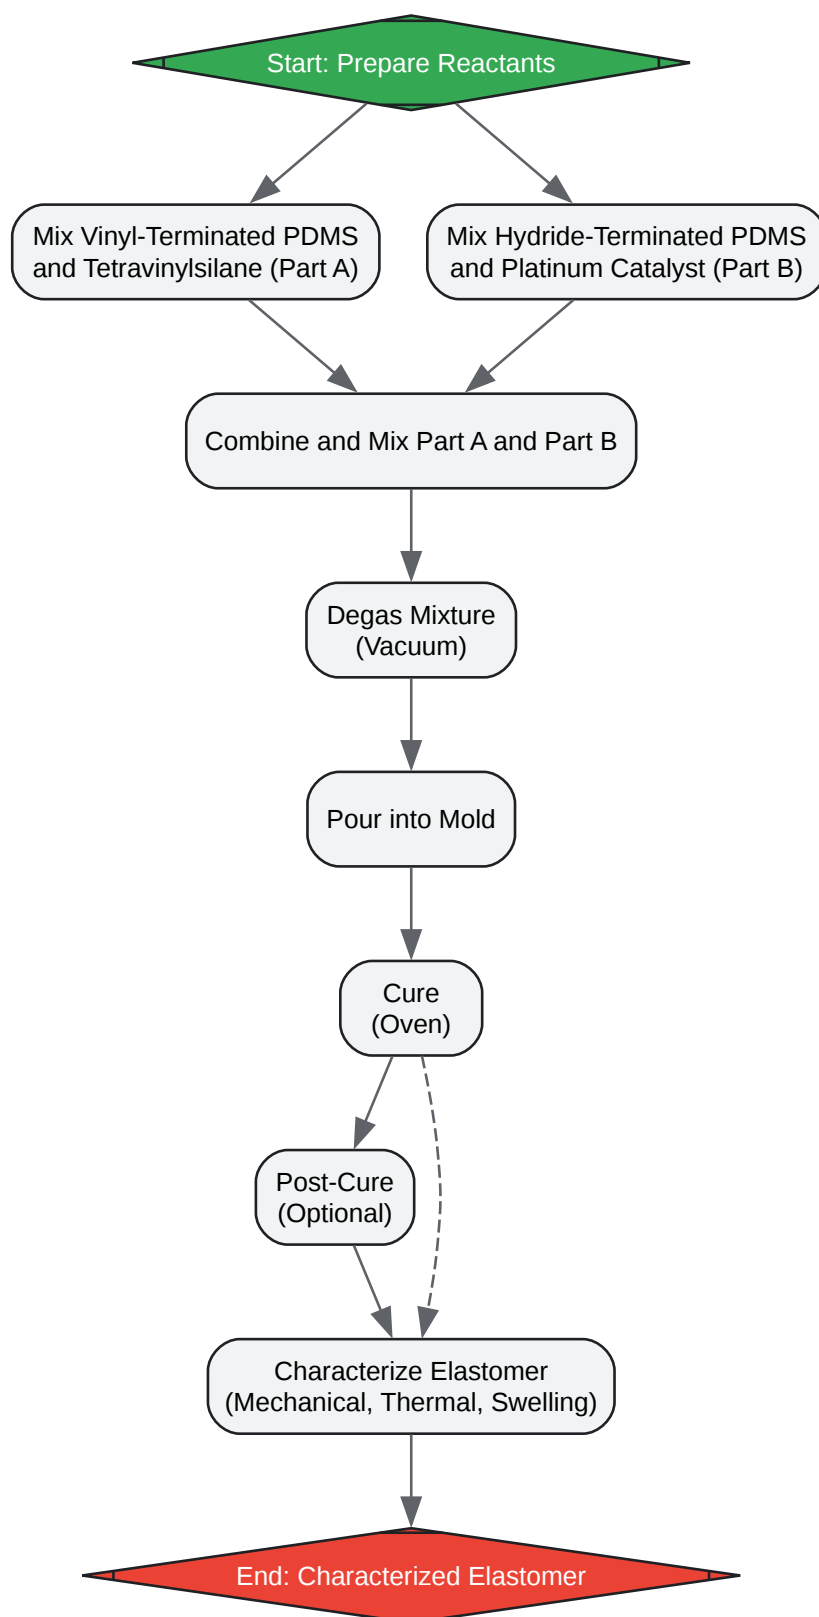 Start: Prepare Reactants
Mix Vinyl-Terminated PDMS
and Tetravinylsilane (Part A)
Mix Hydride-Terminated PDMS
and Platinum Catalyst (Part B)
Combine and Mix Part A and Part B
Degas Mixture
(Vacuum)
Pour into Mold
Cure
(Oven)
Post-Cure
(Optional)
Characterize Elastomer
(Mechanical, Thermal, Swelling)
End: Characterized Elastomer